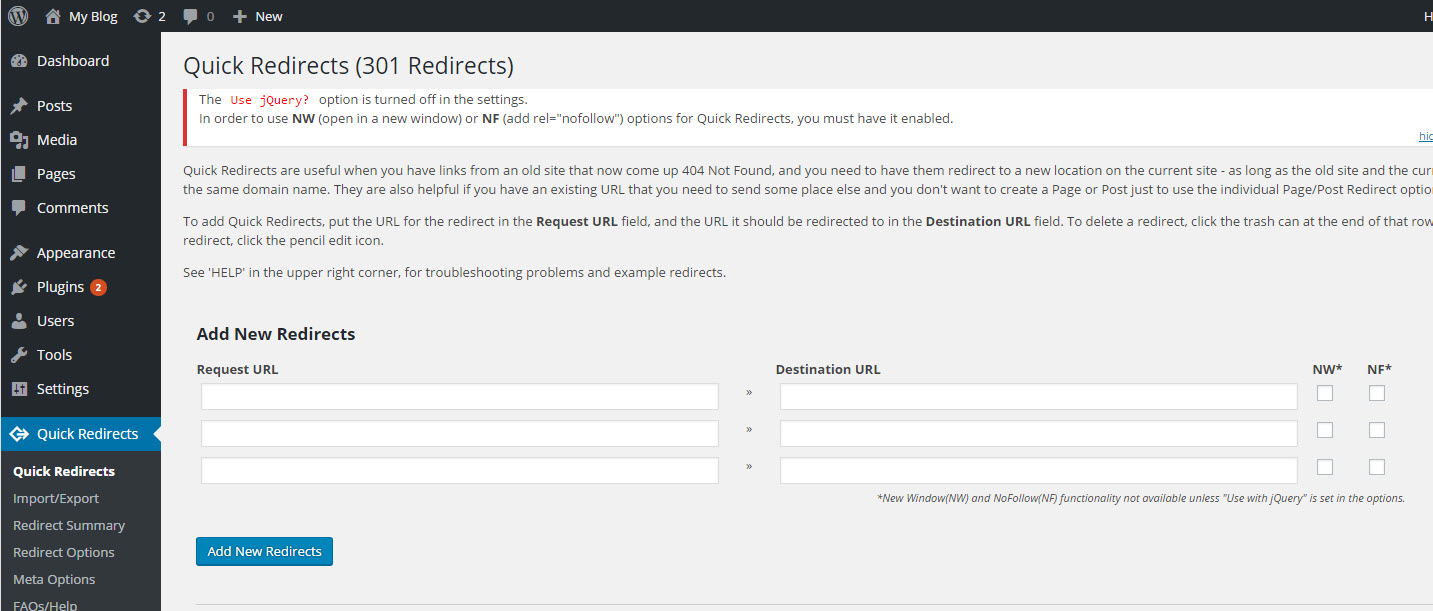 My Blog 2 0 New
Dashboard
Posts
Media
Pages
Comments
Appearance
Plugins 2
Users
Tools
Settings
Quick Redirects
Quick Redirects
Import/Export
Redirect Summary
Redirect Options
Meta Options
FAQs/Help
Quick Redirects (301 Redirects)
The Use jQuery? option is turned off in the settings.
In order to use NW (open in a new window) or NF (add rel="nofollow") options for Quick Redirects, you must have it enabled.
Quick Redirects are useful when you have links from an old site that now come up 404 Not Found, and you need to have them redirect to a new location on the current site - as long as the old site and the
the same domain name. They are also helpful if you have an existing URL that you need to send some place else and you don't want to create a Page or Post just to use the individual Page/Post Redirect
To add Quick Redirects, put the URL for the redirect in the Request URL field, and the URL it should be redirected to in the Destination URL field. To delete a redirect, click the trash can at the end of that row
redirect, click the pencil edit icon.
See 'HELP' in the upper right corner, for troubleshooting problems and example redirects.
Add New Redirects
Request URL Destination URL NW* NF*
»
»
»
*New Window(NW) and NoFollow(NF) functionality not available unless "Use with jQuery" is set in the options.
Add New Redirects